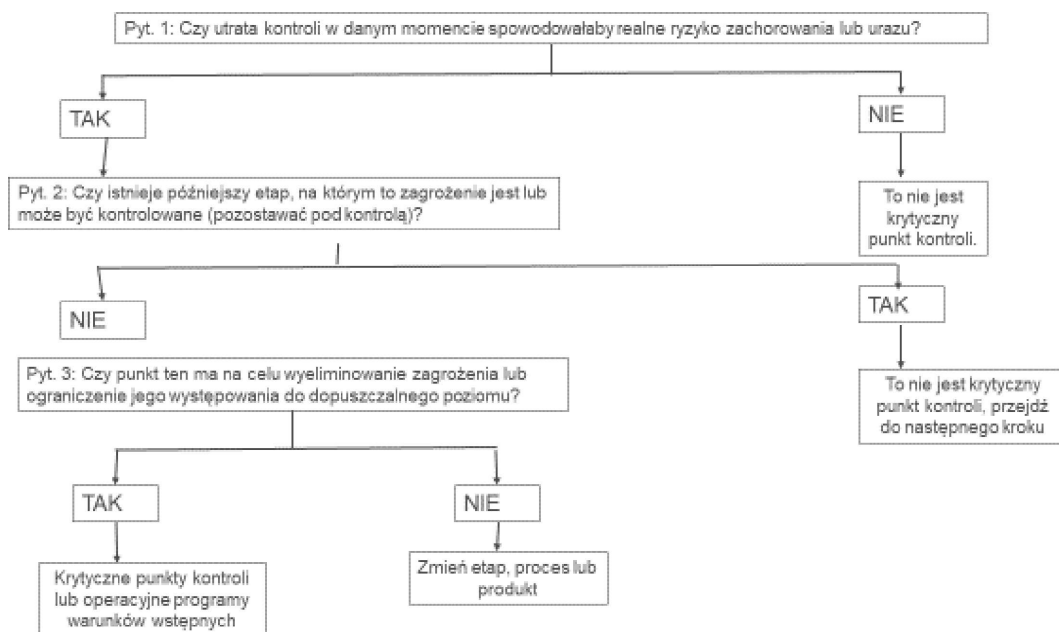 Pyt. 1: Czy utrata kontroli w danym momencie spowodowałaby realne ryzyko zachorowania lub urazu?
TAK
NIE
Pyt. 2: Czy istnieje późniejszy etap, na którym to zagrożenie jest lub
może być kontrolowane (pozostawać pod kontrolą)?
To nie jest
krytyczny
punkt kontroli.
NIE
TAK
Pyt. 3: Czy punkt ten ma na celu wyeliminowanie zagrożenia lub
ograniczenie jego występowania do dopuszczalnego poziomu?
To nie jest krytyczny
punkt kontroli, przejdź
do następnego kroku
TAK
NIE
Krytyczne punkty kontroli
lub operacyjne programy
warunków wstępnych
Zmień etap, proces lub
produkt